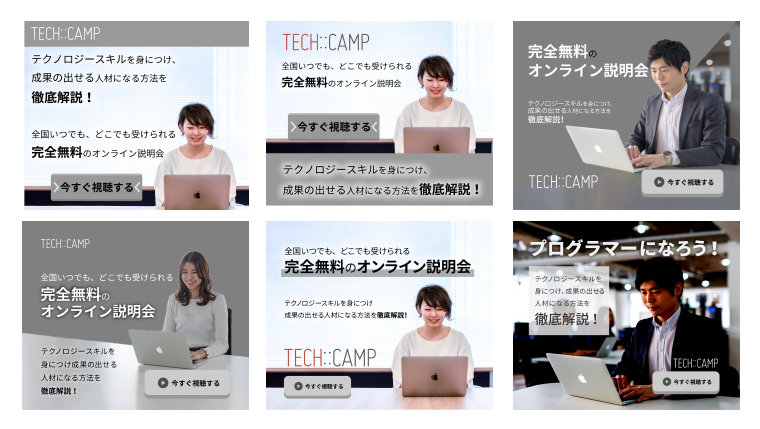 TECH::CAMP
テクノロジースキルを身につけ、
成果の出せる人材になる方法を
徹底解説！
全国いつでも、どこでも受けられる
完全無料のオンライン説明会
今すぐ視聴する
TECH::CAMP
全国いつでも、どこでも受けられる
完全無料のオンライン説明会
今すぐ視聴する
テクノロジースキルを身につけ、
成果の出せる人材になる方法を徹底解説！
完全無料の
オンライン説明会
テクノロジースキルを身につけ、
成果の出せる人材になる方法を
徹底解説！
TECH::CAMP
今すぐ視聴する
TECH::CAMP
全国いつでも、どこでも受けられる
完全無料の
オンライン説明会
テクノロジースキルを
身につけ成果の出せる
人材になる方法を
徹底解説！
今すぐ視聴する
全国いつでも、どこでも受けられる
完全無料のオンライン説明会
テクノロジースキルを身につけ
成果の出せる人材になる方法を徹底解説！
TECH::CAMP
今すぐ視聴する
プログラマーになろう！
テクノロジースキルを
身につけ、成果の出せる
人材になる方法を
徹底解説！
TECH::CAMP
今すぐ視聴する